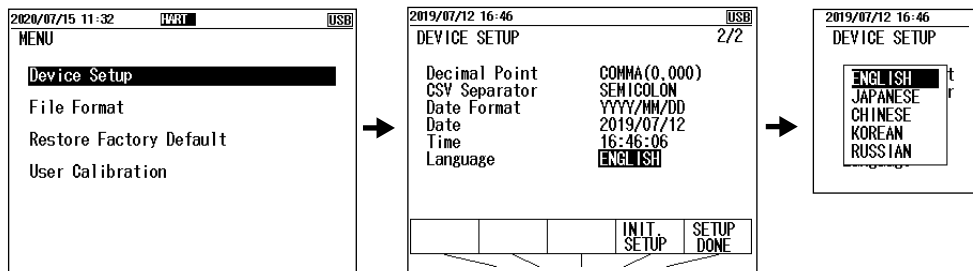 2020/07/15 11:32 HART USB
MENU
Device Setup
File Format
Restore Factory Default
User Calibration
2019/07/12 16:46 USB
DEVICE SETUP 2/2
Decimal Point COMMA(0,000)
CSV Separator SEMICOLON
Date Format YYYY/MM/DD
Date 2019/07/12
Time 16:46:06
Language ENGLISH
INIT. SETUP
SETUP DONE
2019/07/12 16:46
DEVICE SETUP
ENGLISH
JAPANESE
CHINESE
KOREAN
RUSSIAN